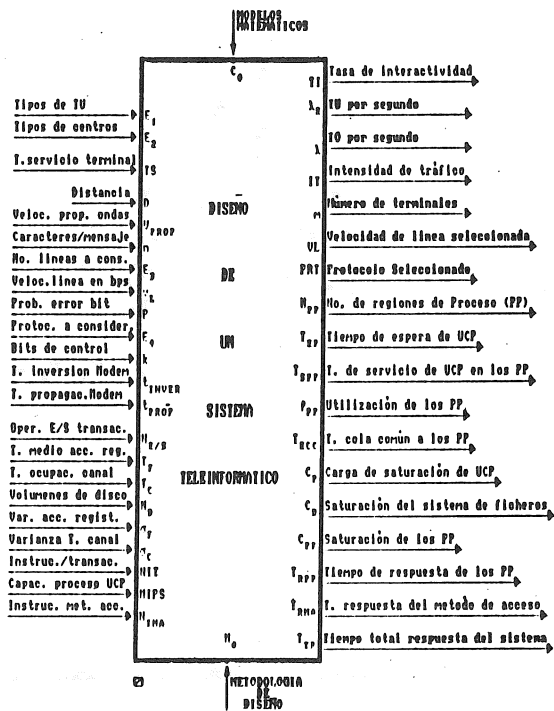 MODELOS
MATEMATICOS
C0
Tipos de TU E1
Tipos de centros E2
T.servicio terminal TS
Distancia D
Veloc. prop. ondas VPROP
Caracteres/mensaje n
No. lineas a cons. E3
Veloc.linea en bps VL
Prob. error bit P
Protoc. a consider. E4
Bits de control k
T. Inversion Modem tINVER
T. propagac.Modem tPROP
Oper. E/S transac. NE/S
T. medio acc. reg. TF
T. ocupac. canal TC
Volumenes de disco ND
Var. acc. regist. σF
Varianza T. canal σC
Instruc./transac. NIT
Capac. proceso UCP MIPS
Instruc. met. acc. NIMA
DISEÑO
DE
UN
SISTEMA
TELEINFORMATICO
TI Tasa de interactividad
λR TU por segundo
λ TO por segundo
IT Intensidad de tráfico
m Número de terminales
VL Velocidad de línea seleccionada
PRT Protocolo Seleccionado
NPP No. de regiones de Proceso (PP)
TEP Tiempo de espera de UCP
TSPP T. de servicio de UCP en los PP
ρPP Utilización de los PP
TECC T. cola común a los PP
CP Carga de saturación de UCP
CD Saturación del sistema de ficheros
CPP Saturación de los PP
TRPP Tiempo de respuesta de los PP
TRMA T. respuesta del metodo de acceso
TTP Tiempo total respuesta del sistema
M0
0
METODOLOGIA
DE
DISEÑO